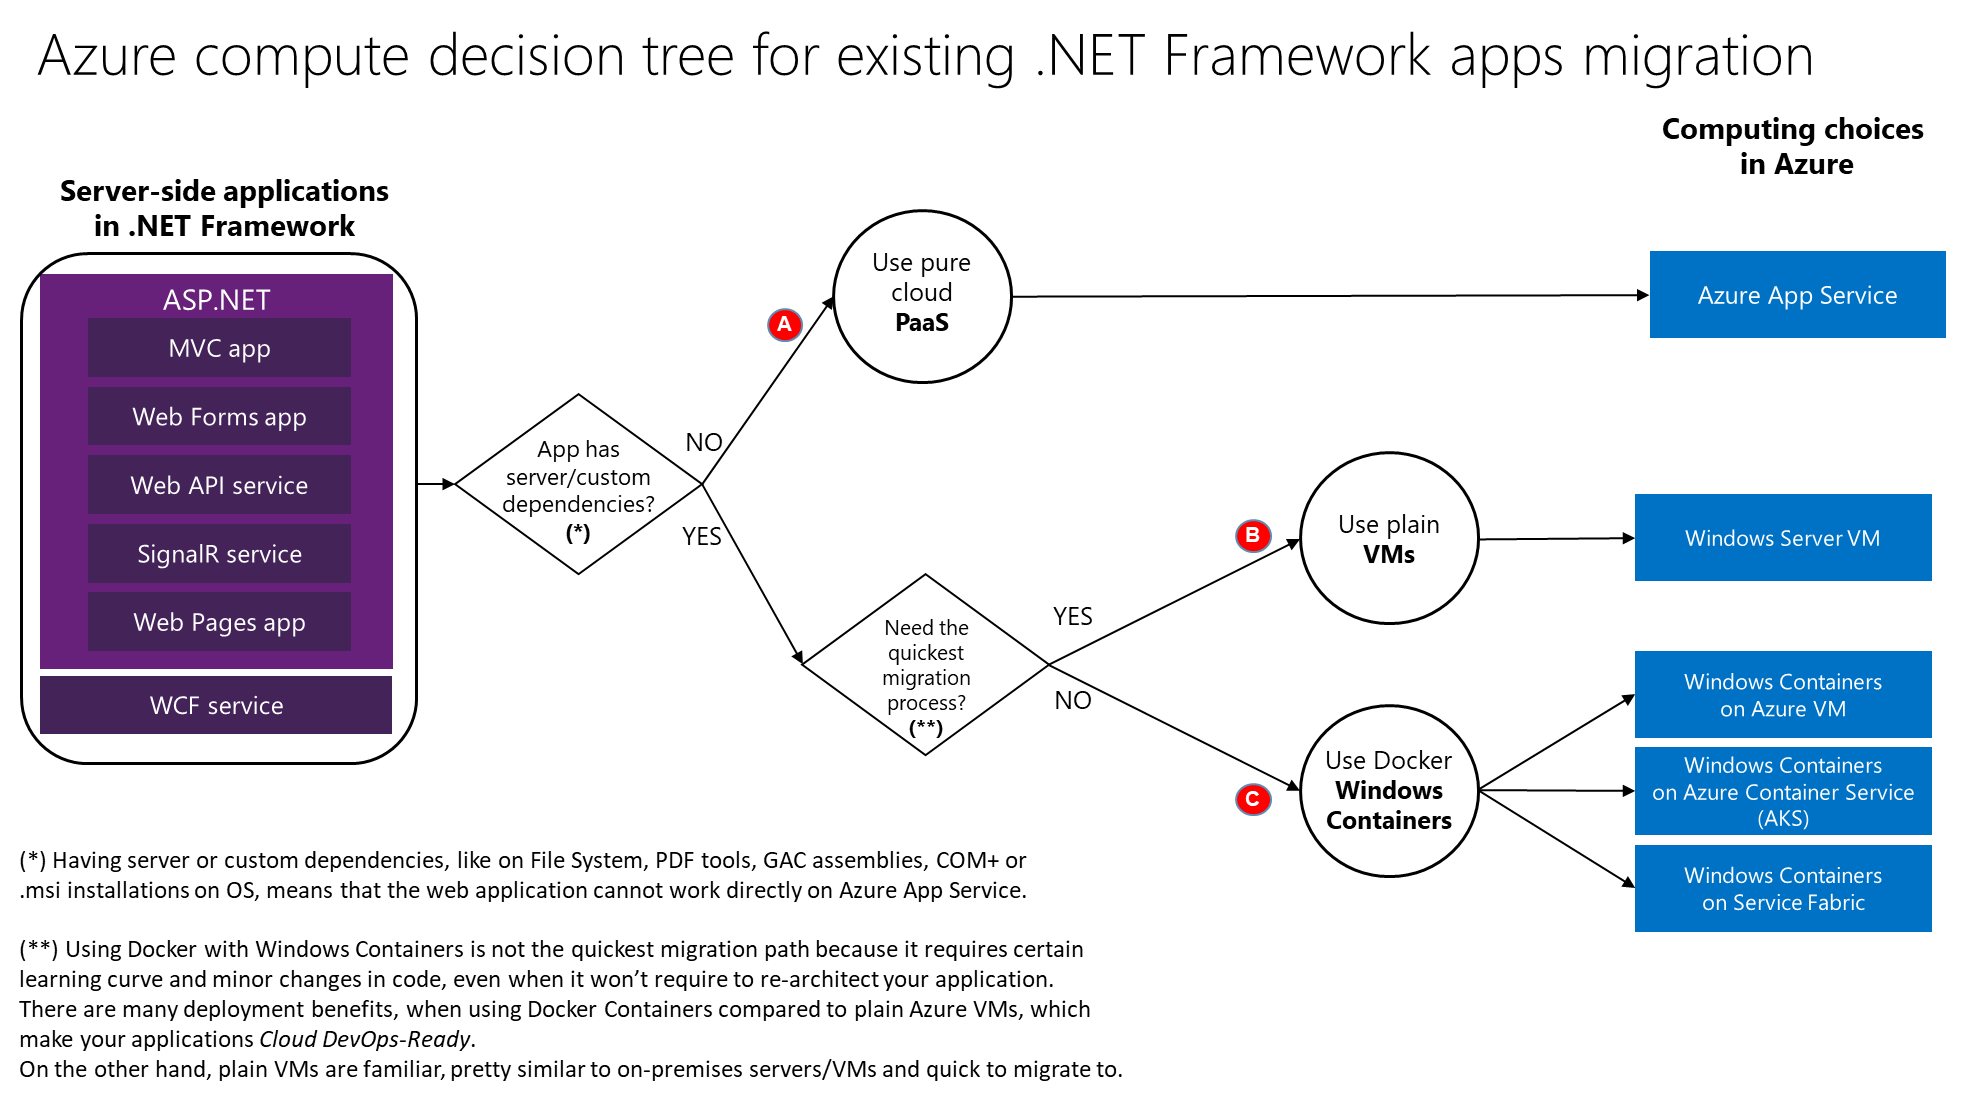 Azure compute decision tree for existing .NET Framework apps migration
Computing choices
in Azure
Server-side applications
in .NET Framework
ASP.NET
MVC app
Web Forms app
Web API service
SignalR service
Web Pages app
WCF service
App has
server/custom
dependencies?
(*)
NO
YES
A
Use pure
cloud
PaaS
Azure App Service
Need the
quickest
migration
process?
(**)
YES
NO
B
Use plain
VMs
Windows Server VM
C
Use Docker
Windows
Containers
Windows Containers
on Azure VM
Windows Containers
on Azure Container Service
(AKS)
Windows Containers
on Service Fabric
(*) Having server or custom dependencies, like on File System, PDF tools, GAC assemblies, COM+ or
.msi installations on OS, means that the web application cannot work directly on Azure App Service.
(**) Using Docker with Windows Containers is not the quickest migration path because it requires certain
learning curve and minor changes in code, even when it won’t require to re-architect your application.
There are many deployment benefits, when using Docker Containers compared to plain Azure VMs, which
make your applications Cloud DevOps-Ready.
On the other hand, plain VMs are familiar, pretty similar to on-premises servers/VMs and quick to migrate to.